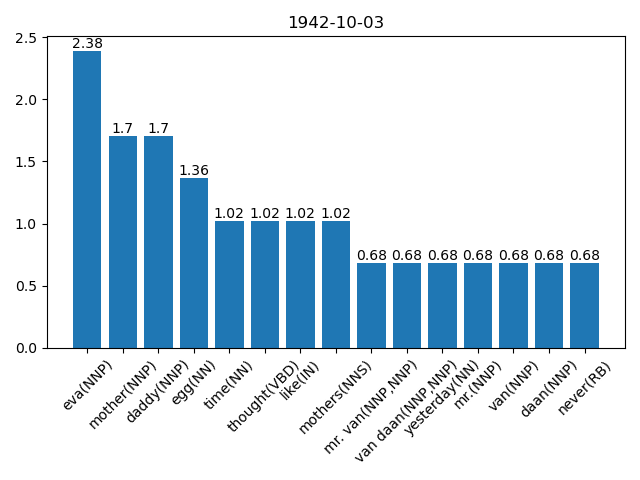 1942-10-03
2.5
2.0
1.5
1.0
0.5
0.0
2.38
1.7
1.7
1.36
1.02
1.02
1.02
1.02
0.68
0.68
0.68
0.68
0.68
0.68
0.68
eva(NNP)
mother(NNP)
daddy(NNP)
egg(NN)
time(NN)
thought(VBD)
like(IN)
mothers(NNS)
mr. van(NNP,NNP)
van daan(NNP,NNP)
yesterday(NN)
mr.(NNP)
van(NNP)
daan(NNP)
never(RB)